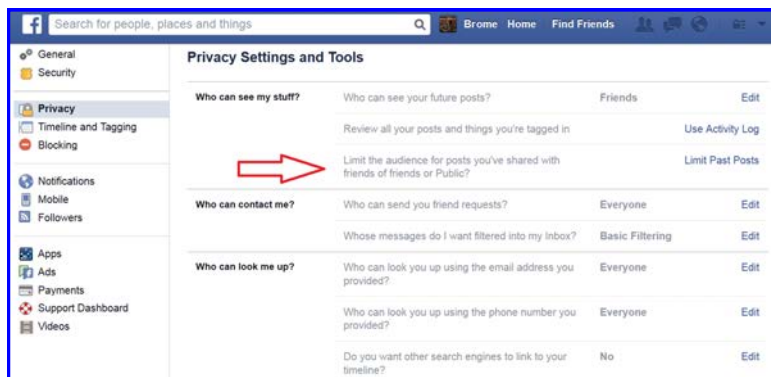 f Search for people, places and things Brome Home Find Friends
General
Security
Privacy
Timeline and Tagging
Blocking
Notifications
Mobile
Followers
Apps
Ads
Payments
Support Dashboard
Videos
Privacy Settings and Tools
Who can see my stuff? Who can see your future posts? Friends Edit
Review all your posts and things you're tagged in Use Activity Log
Limit the audience for posts you've shared with Limit Past Posts
friends of friends or Public?
Who can contact me? Who can send you friend requests? Everyone Edit
Whose messages do I want filtered into my Inbox? Basic Filtering Edit
Who can look me up? Who can look you up using the email address you Everyone Edit
provided?
Who can look you up using the phone number you Everyone Edit
provided?
Do you want other search engines to link to your No Edit
timeline?